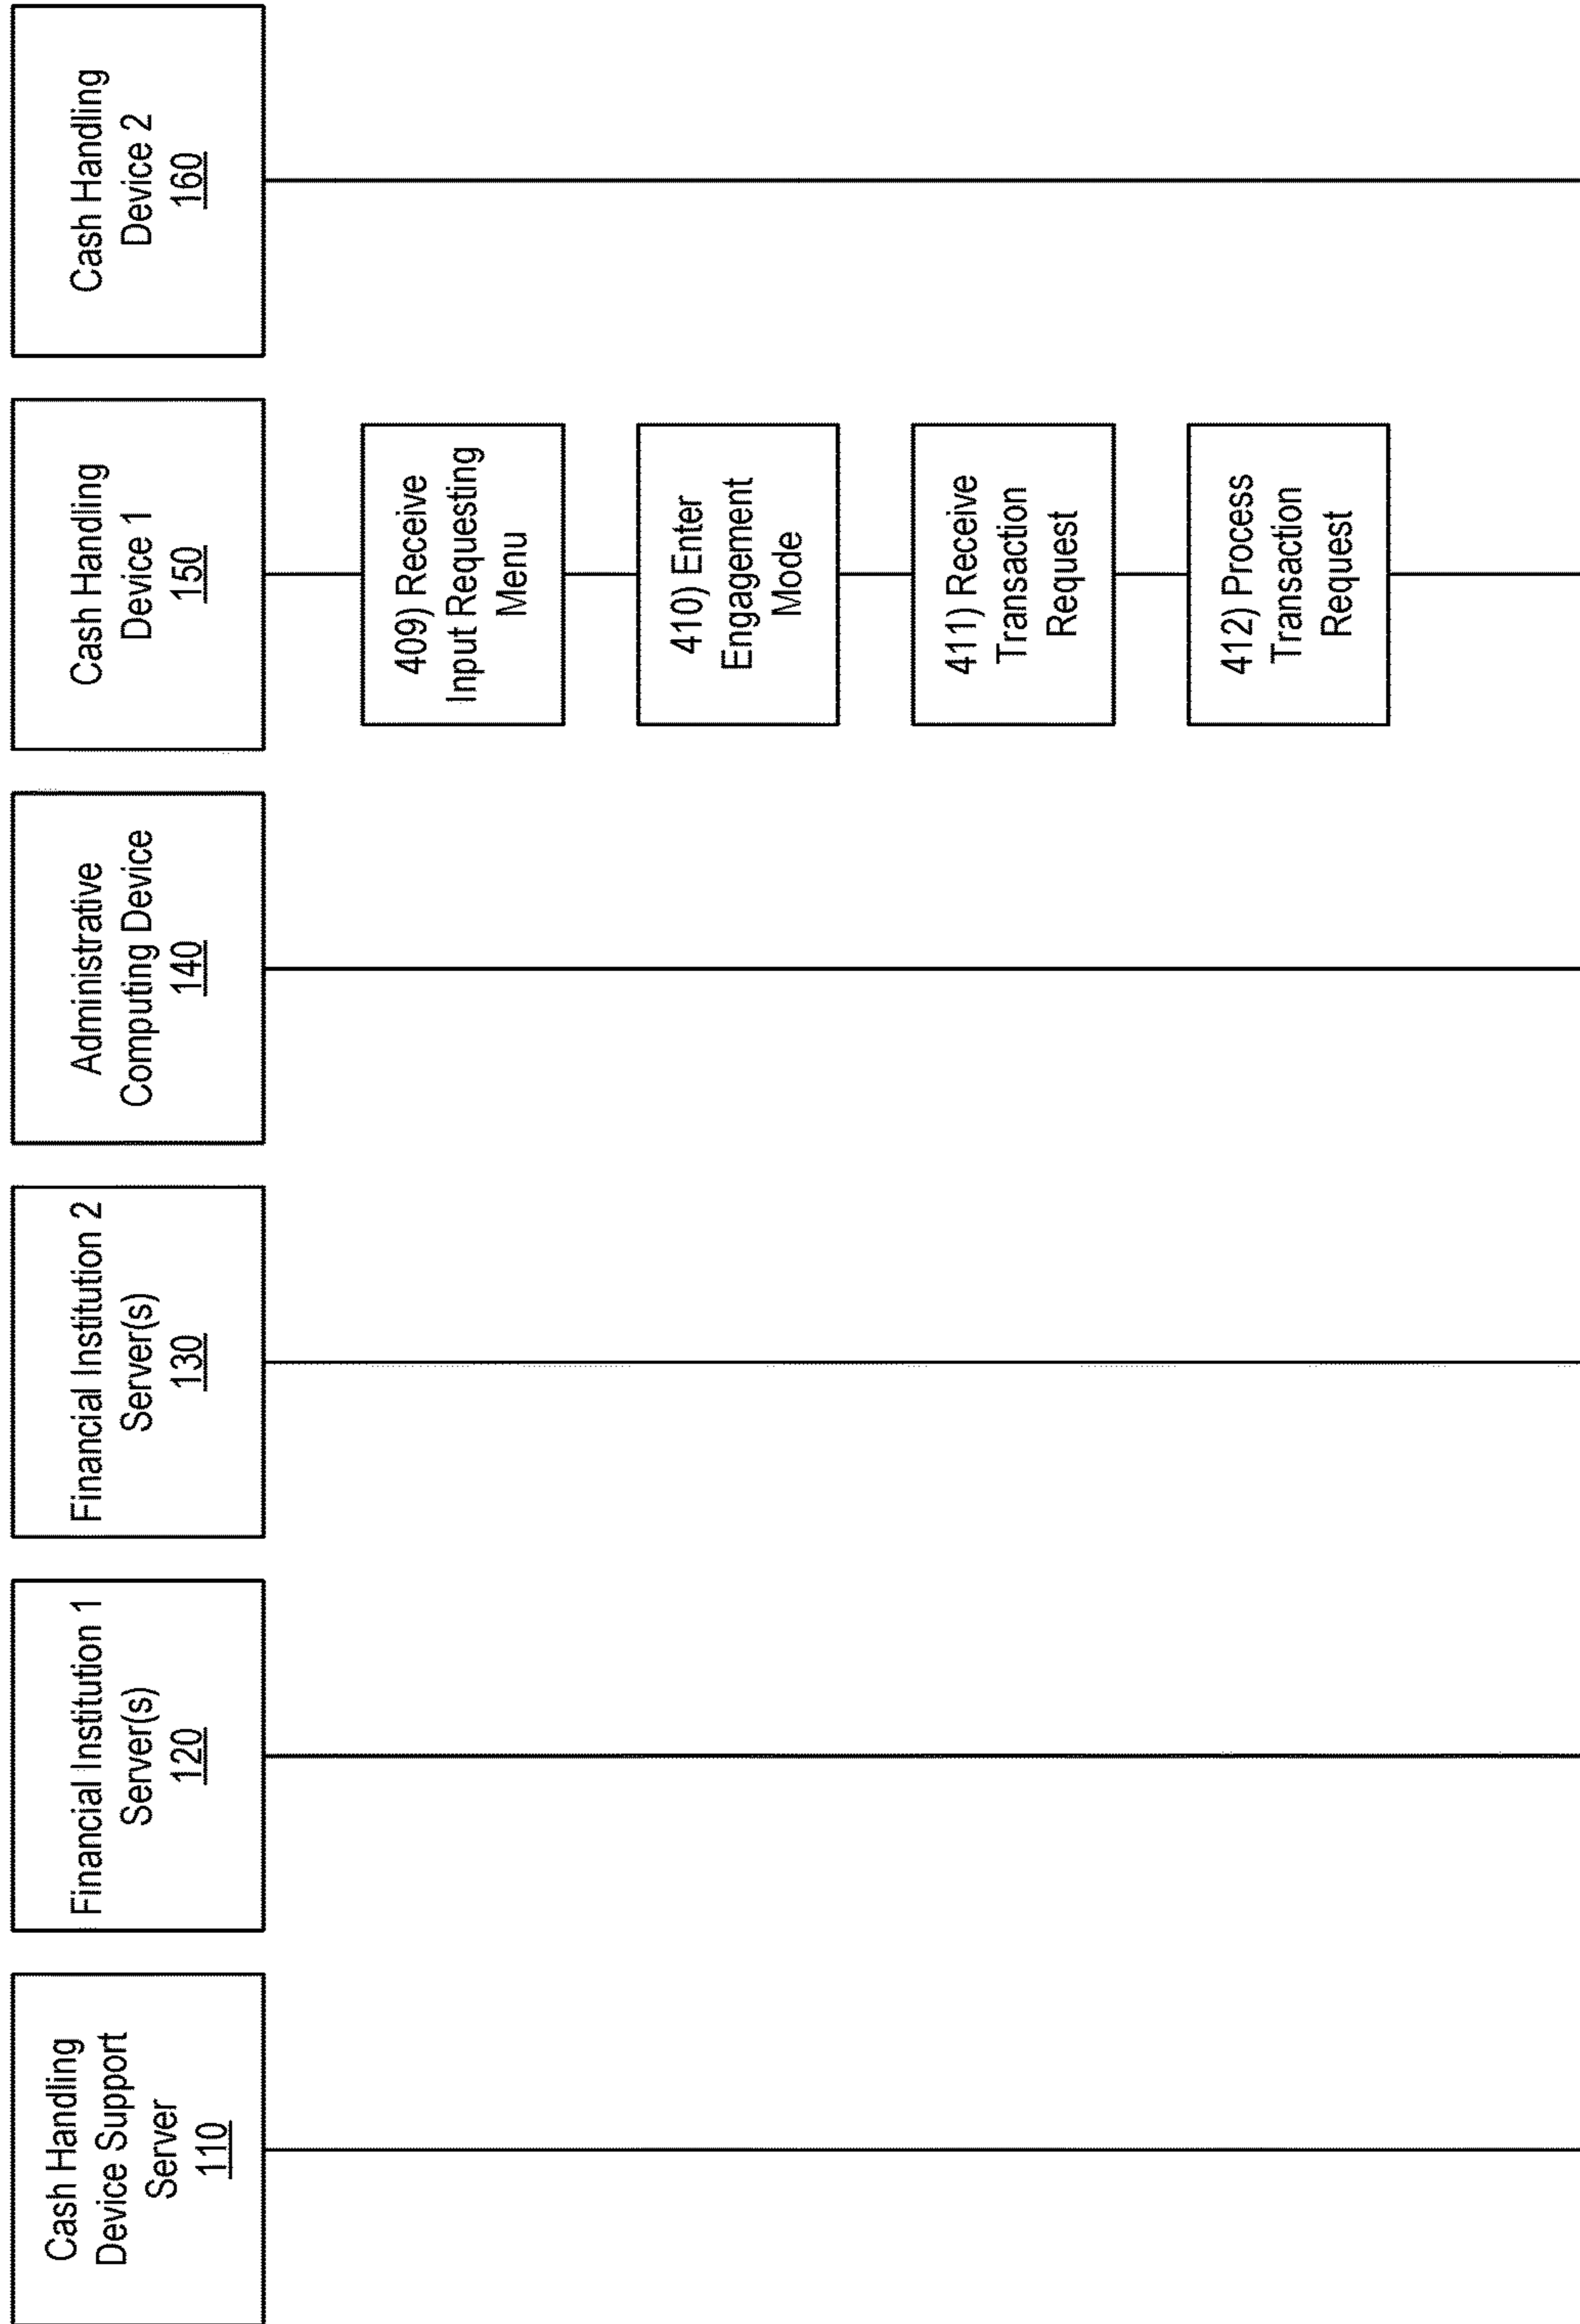 Cash Handling
Device Support
Server
110
Financial Institution 1
Server(s)
120
Financial Institution 2
Server(s)
130
Administrative
Computing Device
140
Cash Handling
Device 1
150
Cash Handling
Device 2
160
409) Receive
Input Requesting
Menu
410) Enter
Engagement
Mode
411) Receive
Transaction
Request
412) Process
Transaction
Request